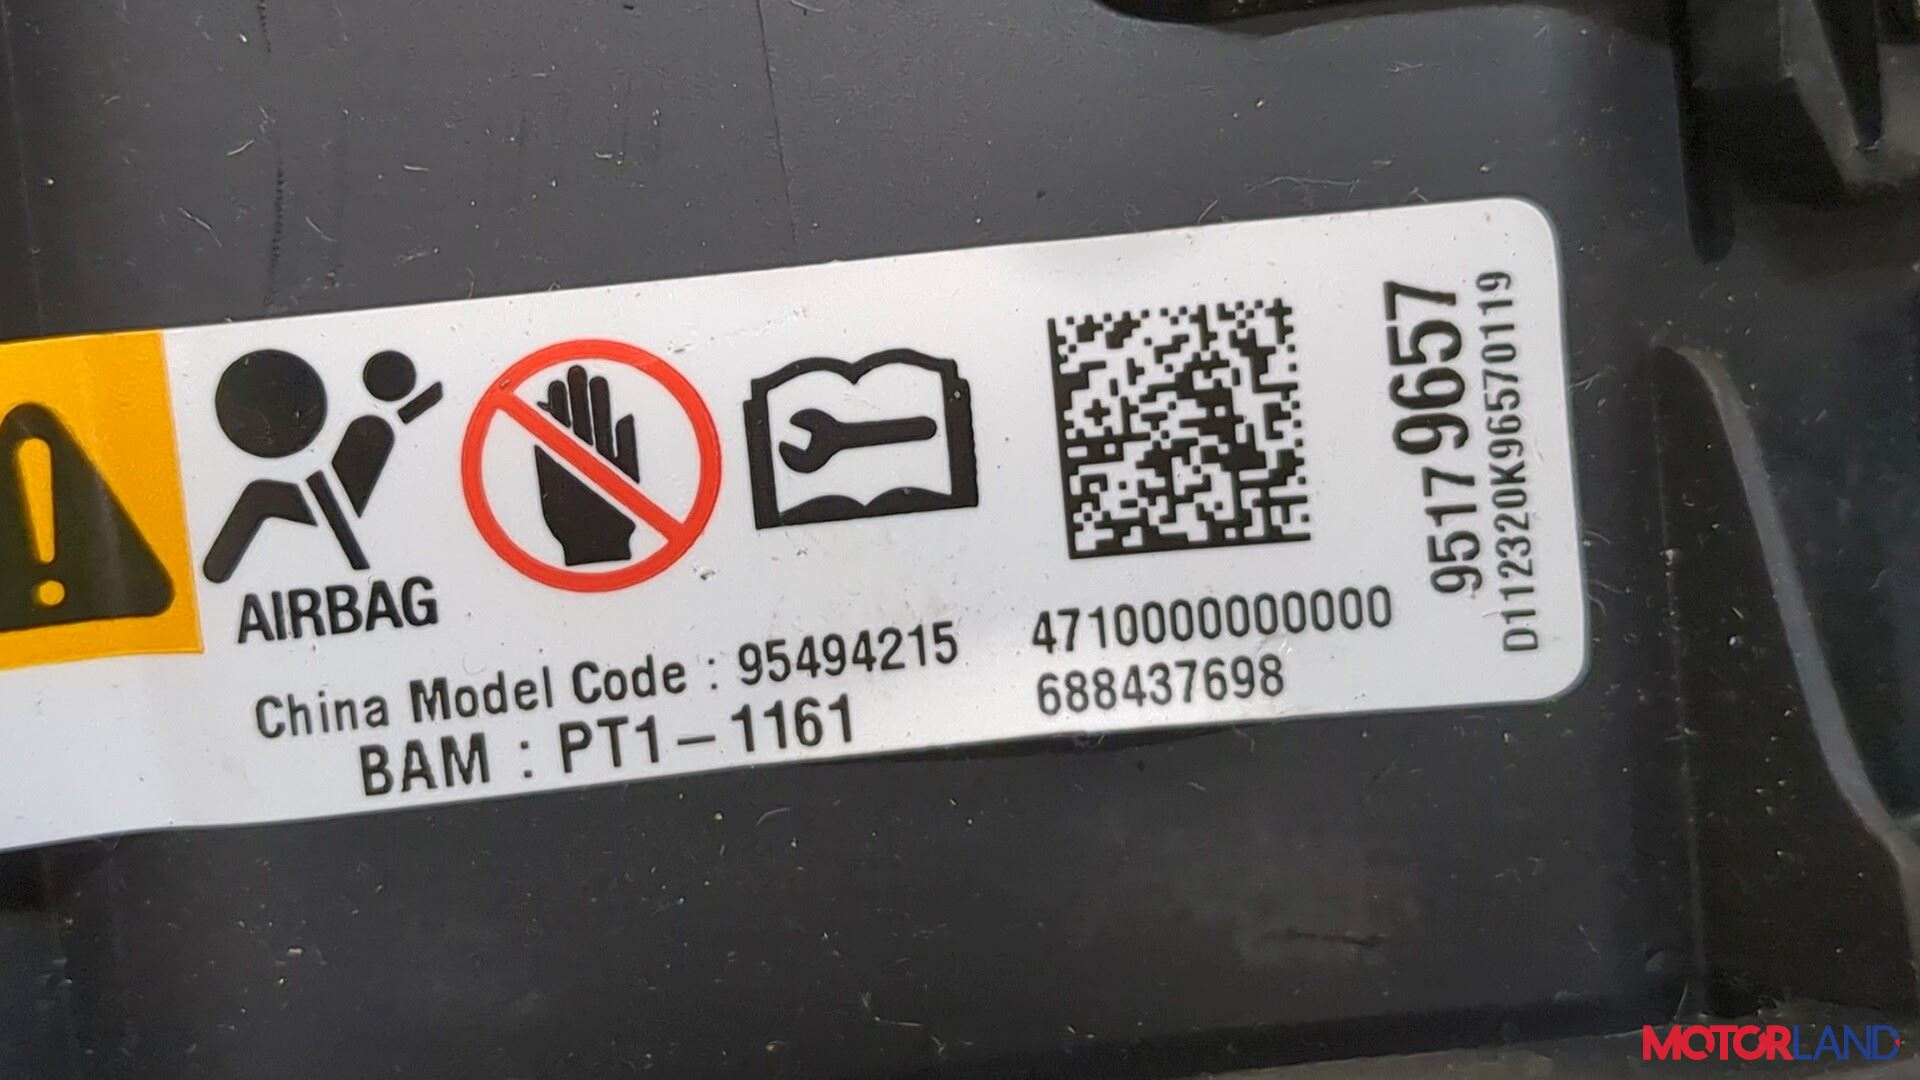 AIRBAG
China Model Code : 95494215
BAM : PT1-1161
4710000000000
688437698
95179657
D112320K96570119
MOTORLAND